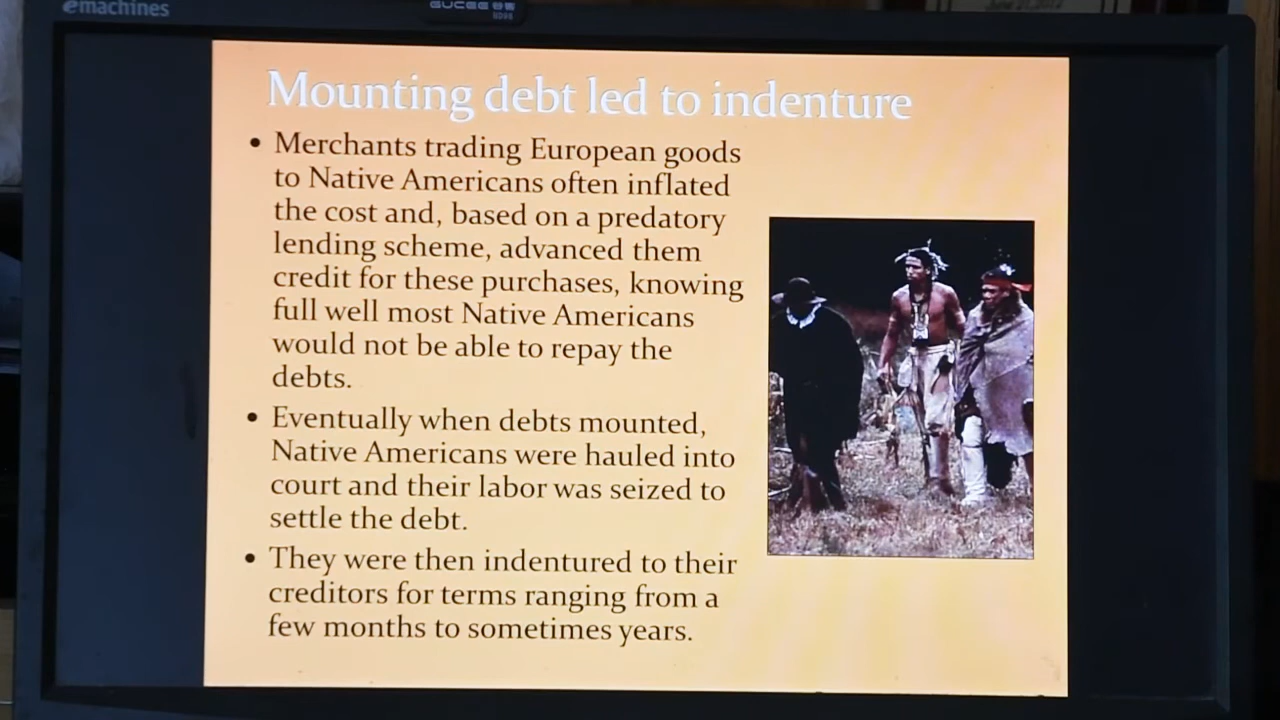 emachines
June 21, 2012
Mounting debt led to indenture
• Merchants trading European goods
to Native Americans often inflated
the cost and, based on a predatory
lending scheme, advanced them
credit for these purchases, knowing
full well most Native Americans
would not be able to repay the
debts.
• Eventually when debts mounted,
Native Americans were hauled into
court and their labor was seized to
settle the debt.
• They were then indentured to their
creditors for terms ranging from a
few months to sometimes years.